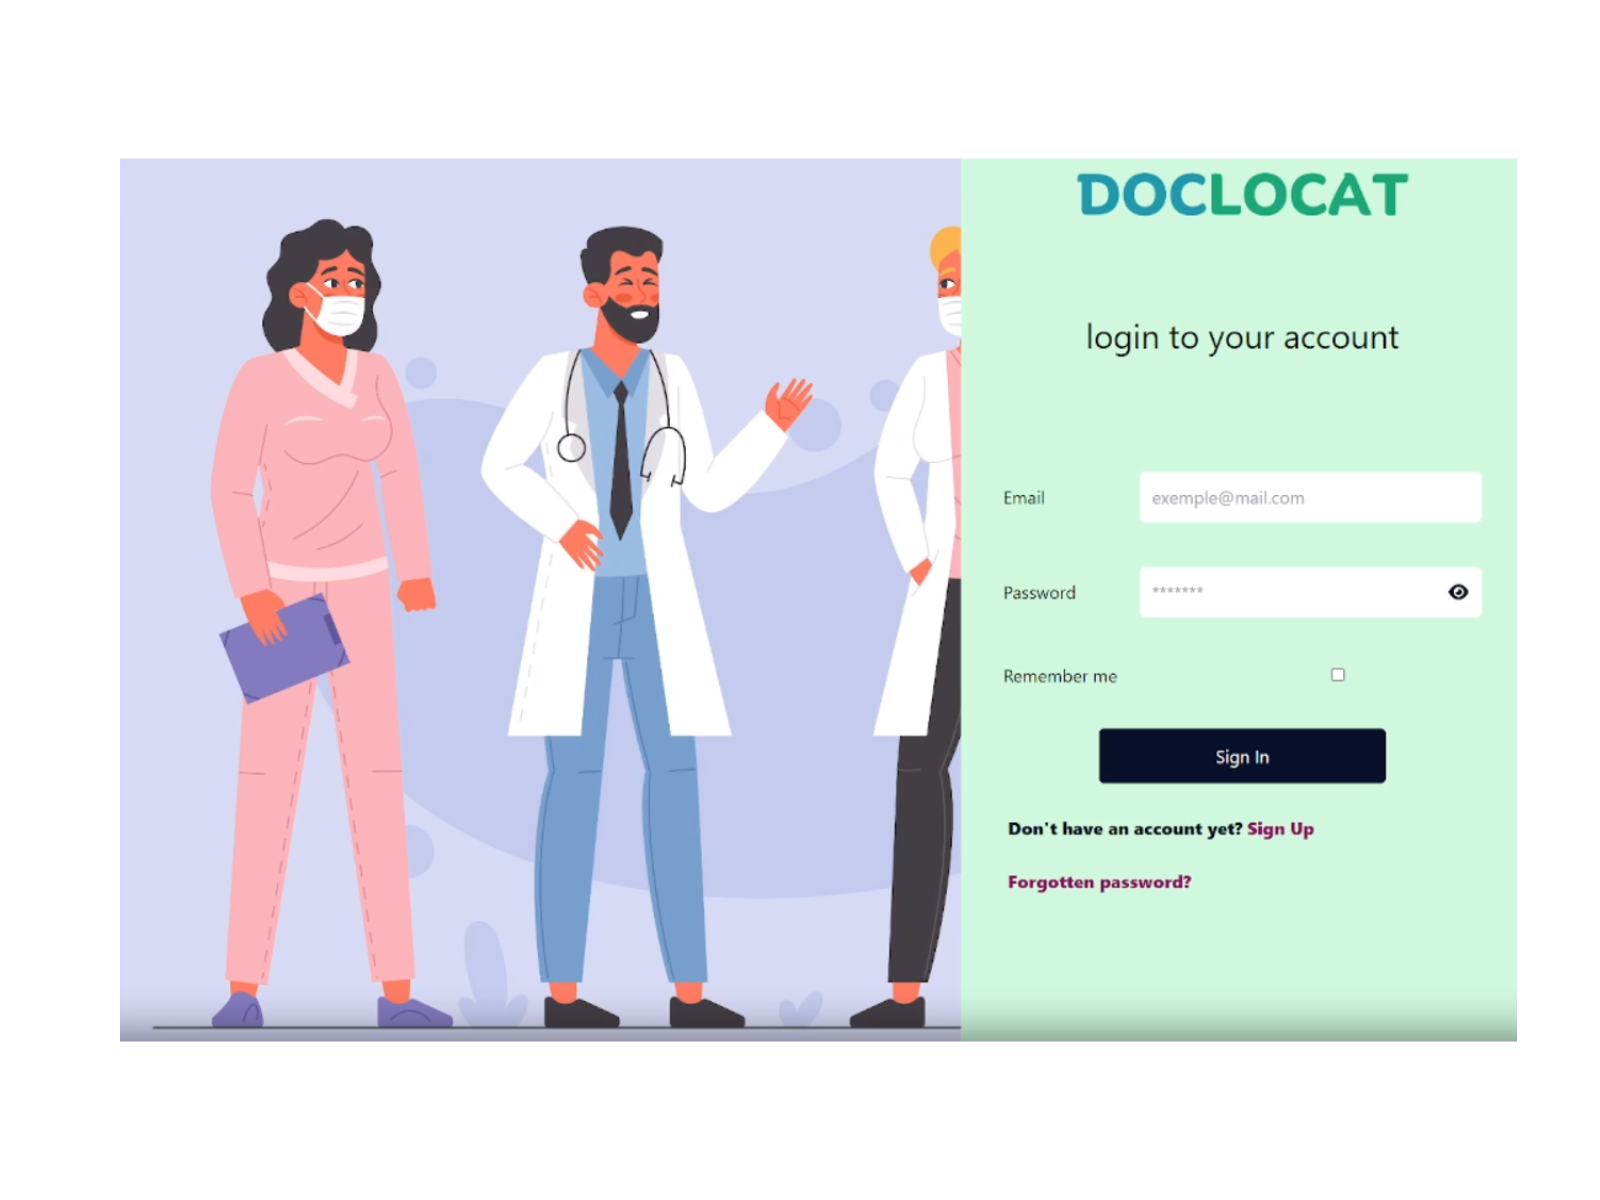 DOCLOCAT
login to your account
Email
exemple@mail.com
Password
*******
Remember me
Sign In
Don't have an account yet? Sign Up
Forgotten password?